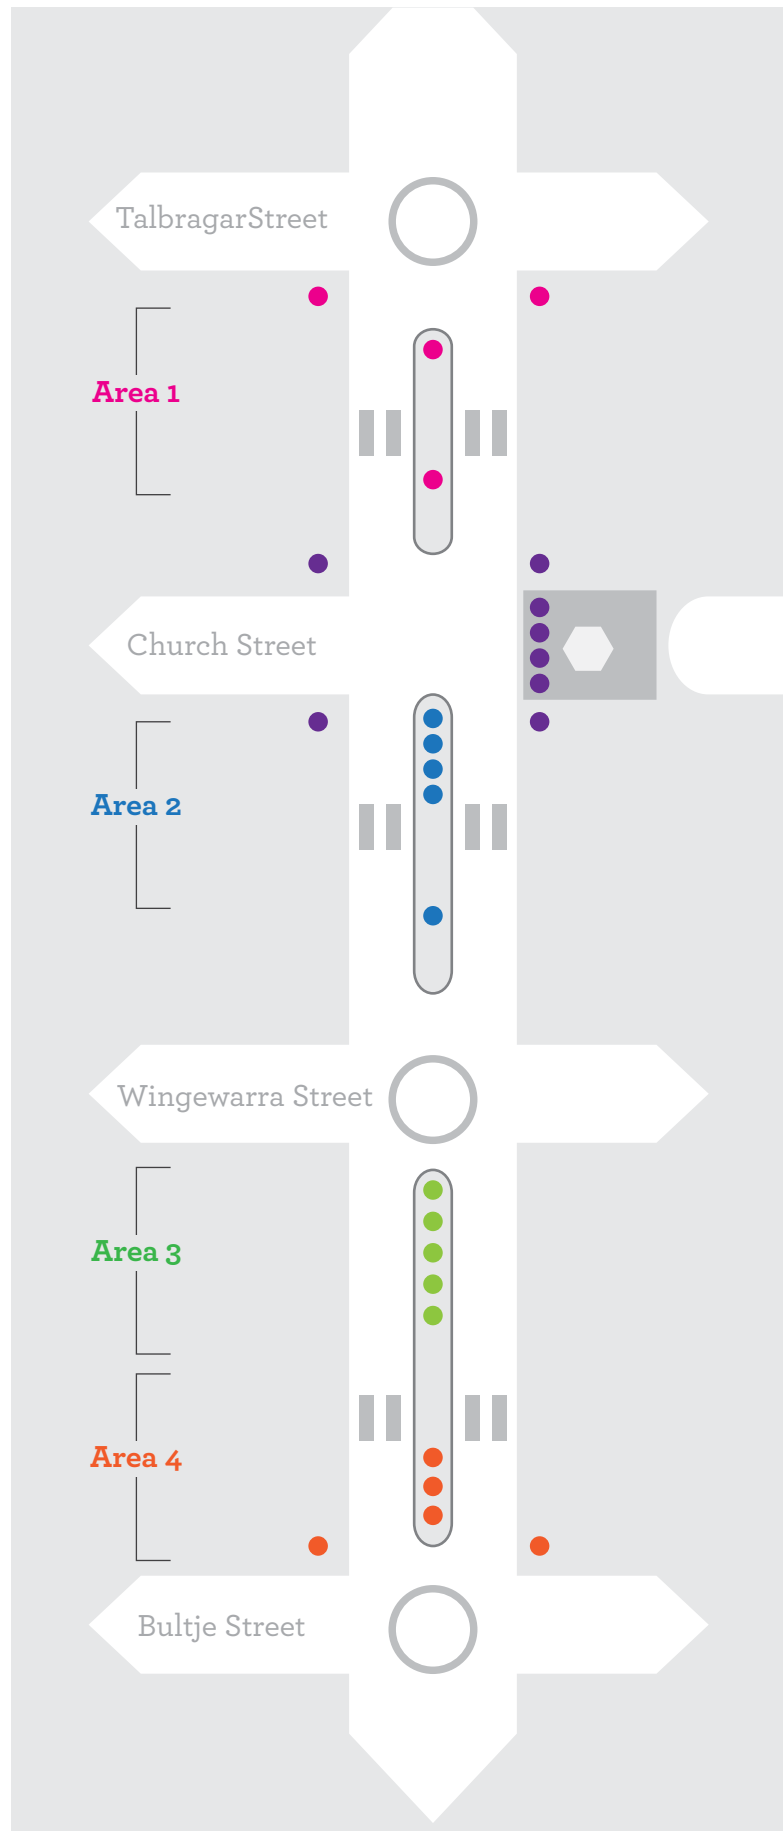 TalbragarStreet
Area 1
Church Street
Area 2
Wingewarra Street
Area 3
Area 4
Bultje Street